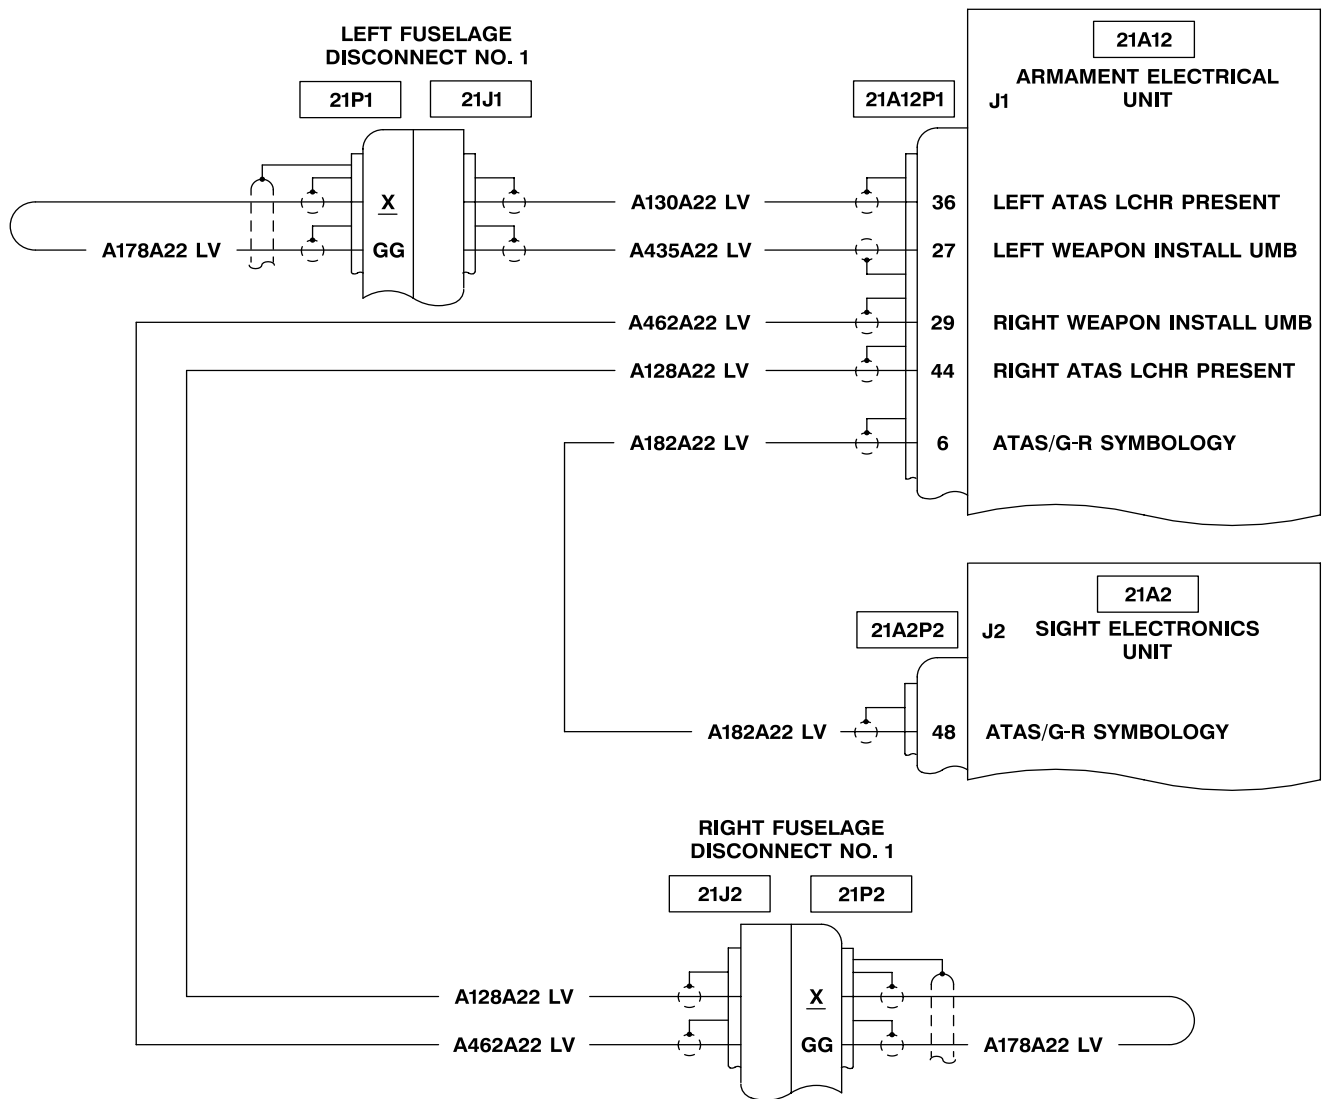 LEFT FUSELAGE
DISCONNECT NO. 1
21P1
21J1
X
GG
A178A22 LV
A130A22 LV
A435A22 LV
A462A22 LV
A128A22 LV
A182A22 LV
21A12P1
21A12
J1
ARMAMENT ELECTRICAL
UNIT
36 LEFT ATAS LCHR PRESENT
27 LEFT WEAPON INSTALL UMB
29 RIGHT WEAPON INSTALL UMB
44 RIGHT ATAS LCHR PRESENT
6 ATAS/G-R SYMBOLOGY
21A2P2
21A2
J2 SIGHT ELECTRONICS
UNIT
A182A22 LV 48 ATAS/G-R SYMBOLOGY
RIGHT FUSELAGE
DISCONNECT NO. 1
21J2
21P2
A128A22 LV
X
A462A22 LV
GG
A178A22 LV